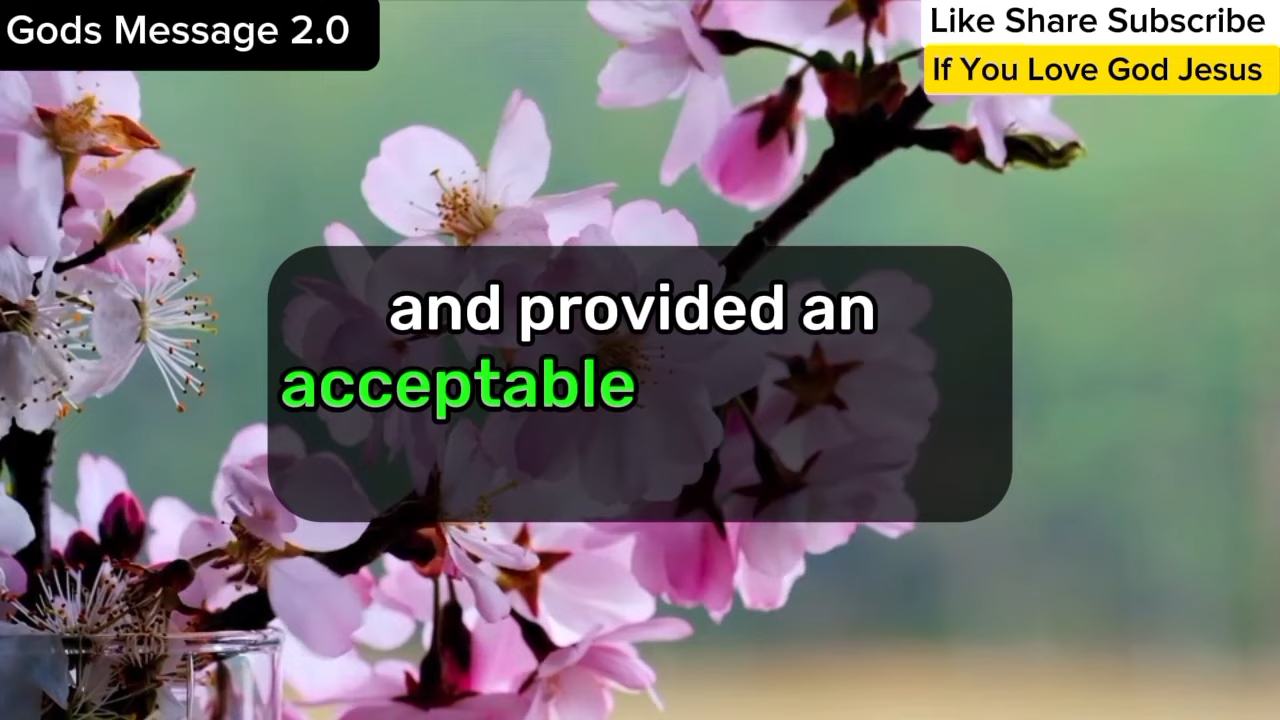 Gods Message 2.0
Like Share Subscribe
If You Love God Jesus
and provided an
acceptable